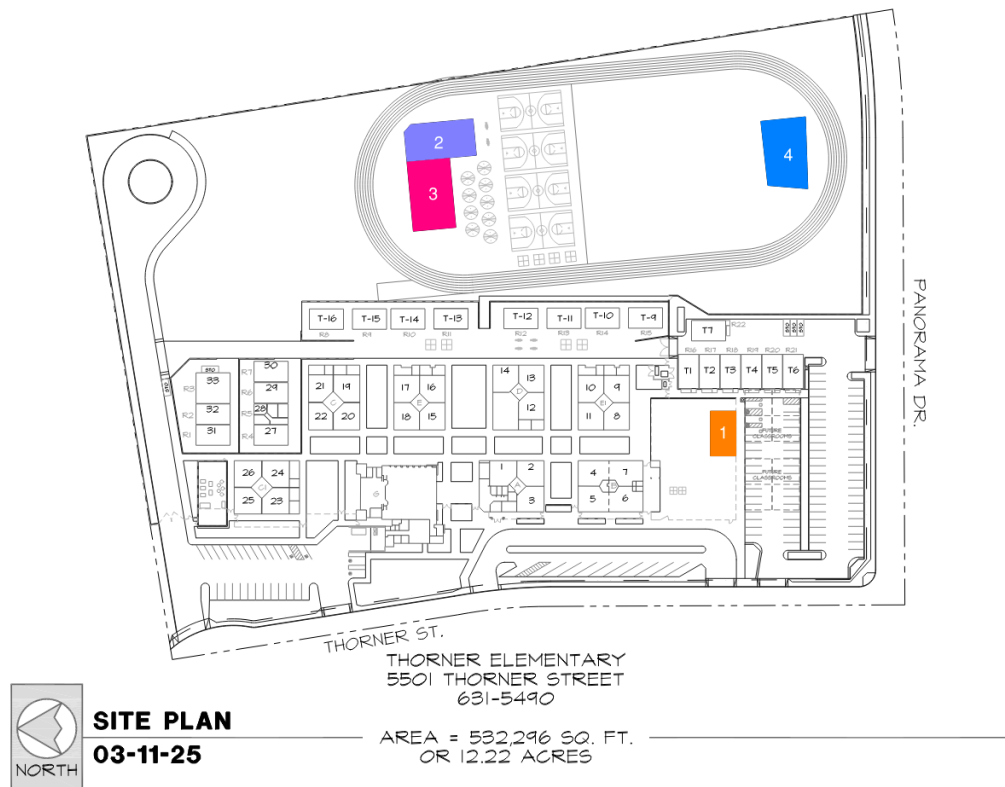 2
3
4
T-16
T-15
T-14
T-13
T-12
T-11
T-10
T-9
R8
R9
R10
R11
R12
R13
R14
R15
T7
R22
R16
R17
R18
R19
R20
R21
T1
T2
T3
T4
T5
T6
PANORAMA DR.
R3
33
R7
30
R6
29
R2
32
R5
28
R1
31
R4
27
21
19
C
22
20
17
16
E
18
15
14
13
D
12
10
9
E1
11
8
1
FUTURE
CLASSROOMS
FUTURE
CLASSROOMS
26
24
C1
25
23
G
1
2
A
3
4
7
B
5
6
THORNER ST.
THORNER ELEMENTARY
5501 THORNER STREET
631-5490
NORTH
SITE PLAN
03-11-25
AREA = 532,296 SQ. FT.
OR 12.22 ACRES